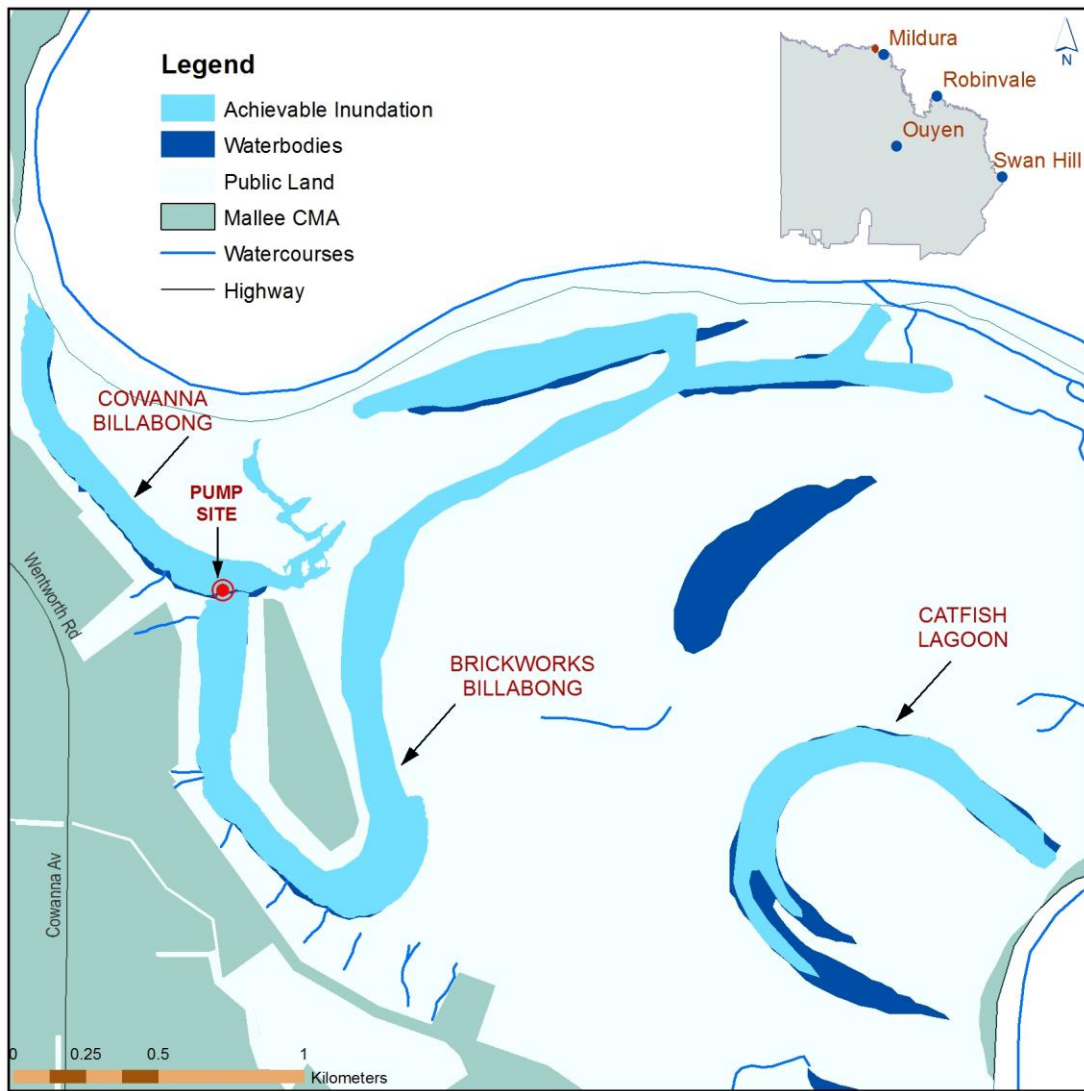 Legend
Achievable Inundation
Waterbodies
Public Land
Mallee CMA
Watercourses
Highway
Mildura
Robinvale
Ouyen
Swan Hill
N
COWANNA
BILLABONG
PUMP
SITE
Wentworth Rd
BRICKWORKS
BILLABONG
CATFISH
LAGOON
Cowanna Av
0 0.25 0.5 1
Kilometers